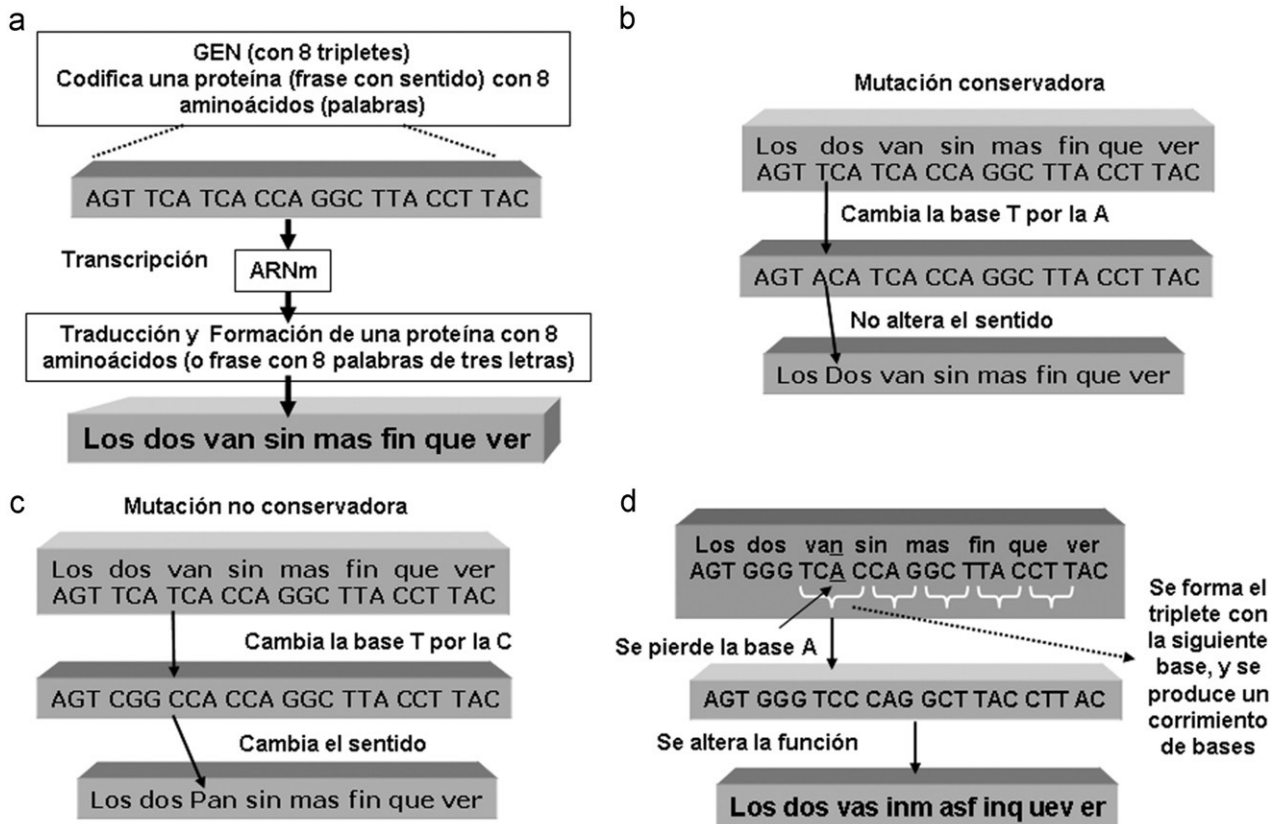 a
GEN (con 8 tripletes)
Codifica una proteína (frase con sentido) con 8
aminoácidos (palabras)
AGT TCA TCA CCA GGC TTA CCT TAC
Transcripción
ARNm
Traducción y Formación de una proteína con 8
aminoácidos (o frase con 8 palabras de tres letras)
Los dos van sin mas fin que ver
b
Mutación conservadora
Los dos van sin mas fin que ver
AGT TCA TCA CCA GGC TTA CCT TAC
Cambia la base T por la A
AGT ACA TCA CCA GGC TTA CCT TAC
No altera el sentido
Los Dos van sin mas fin que ver
c
Mutación no conservadora
Los dos van sin mas fin que ver
AGT TCA TCA CCA GGC TTA CCT TAC
Cambia la base T por la C
AGT CGG CCA CCA GGC TTA CCT TAC
Cambia el sentido
Los dos Pan sin mas fin que ver
d
Los dos van sin mas fin que ver
AGT GGG TCA CCA GGC TTA CCT TAC
Se pierde la base A
Se forma el
triplete con
la siguiente
base, y se
produce un
corrimiento
de bases
AGT GGG TCC CAG GCT TAC CTT AC
Se altera la función
Los dos vas inm asf inq uev er